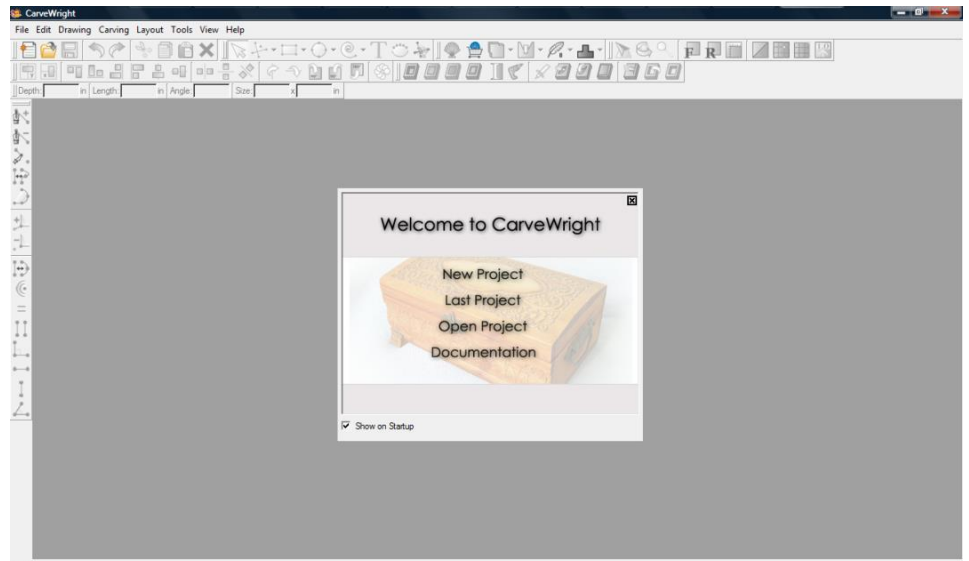 CarveWright
File Edit Drawing Carving Layout Tools View Help
T
F R
Depth: in Length: in Angle: Size: x in
Welcome to CarveWright
New Project
Last Project
Open Project
Documentation
Show on Startup